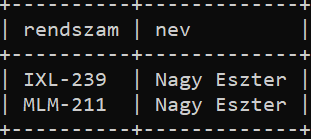 | rendszam | nev |
| IXL-239 | Nagy Eszter |
| MLM-211 | Nagy Eszter |